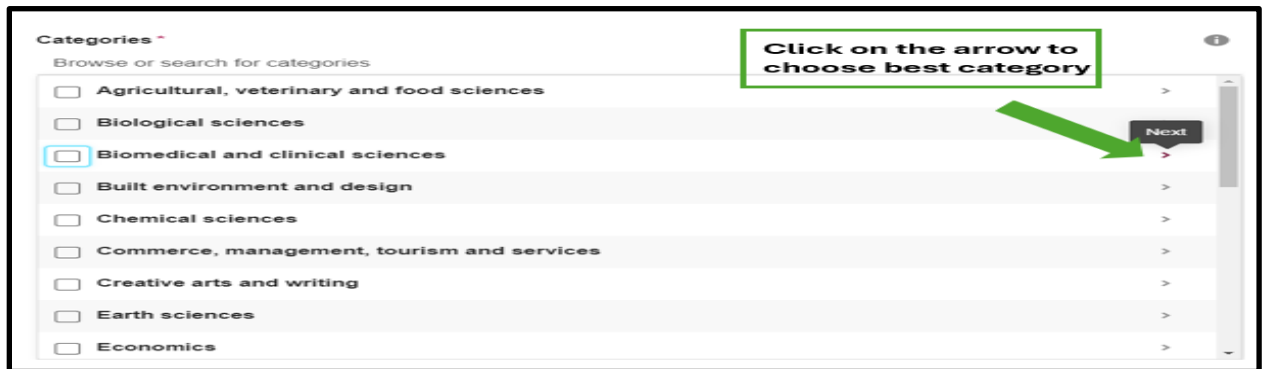 Categories *
Browse or search for categories
Click on the arrow to
choose best category
Agricultural, veterinary and food sciences
Biological sciences
Next
Biomedical and clinical sciences
Built environment and design
Chemical sciences
Commerce, management, tourism and services
Creative arts and writing
Earth sciences
Economics